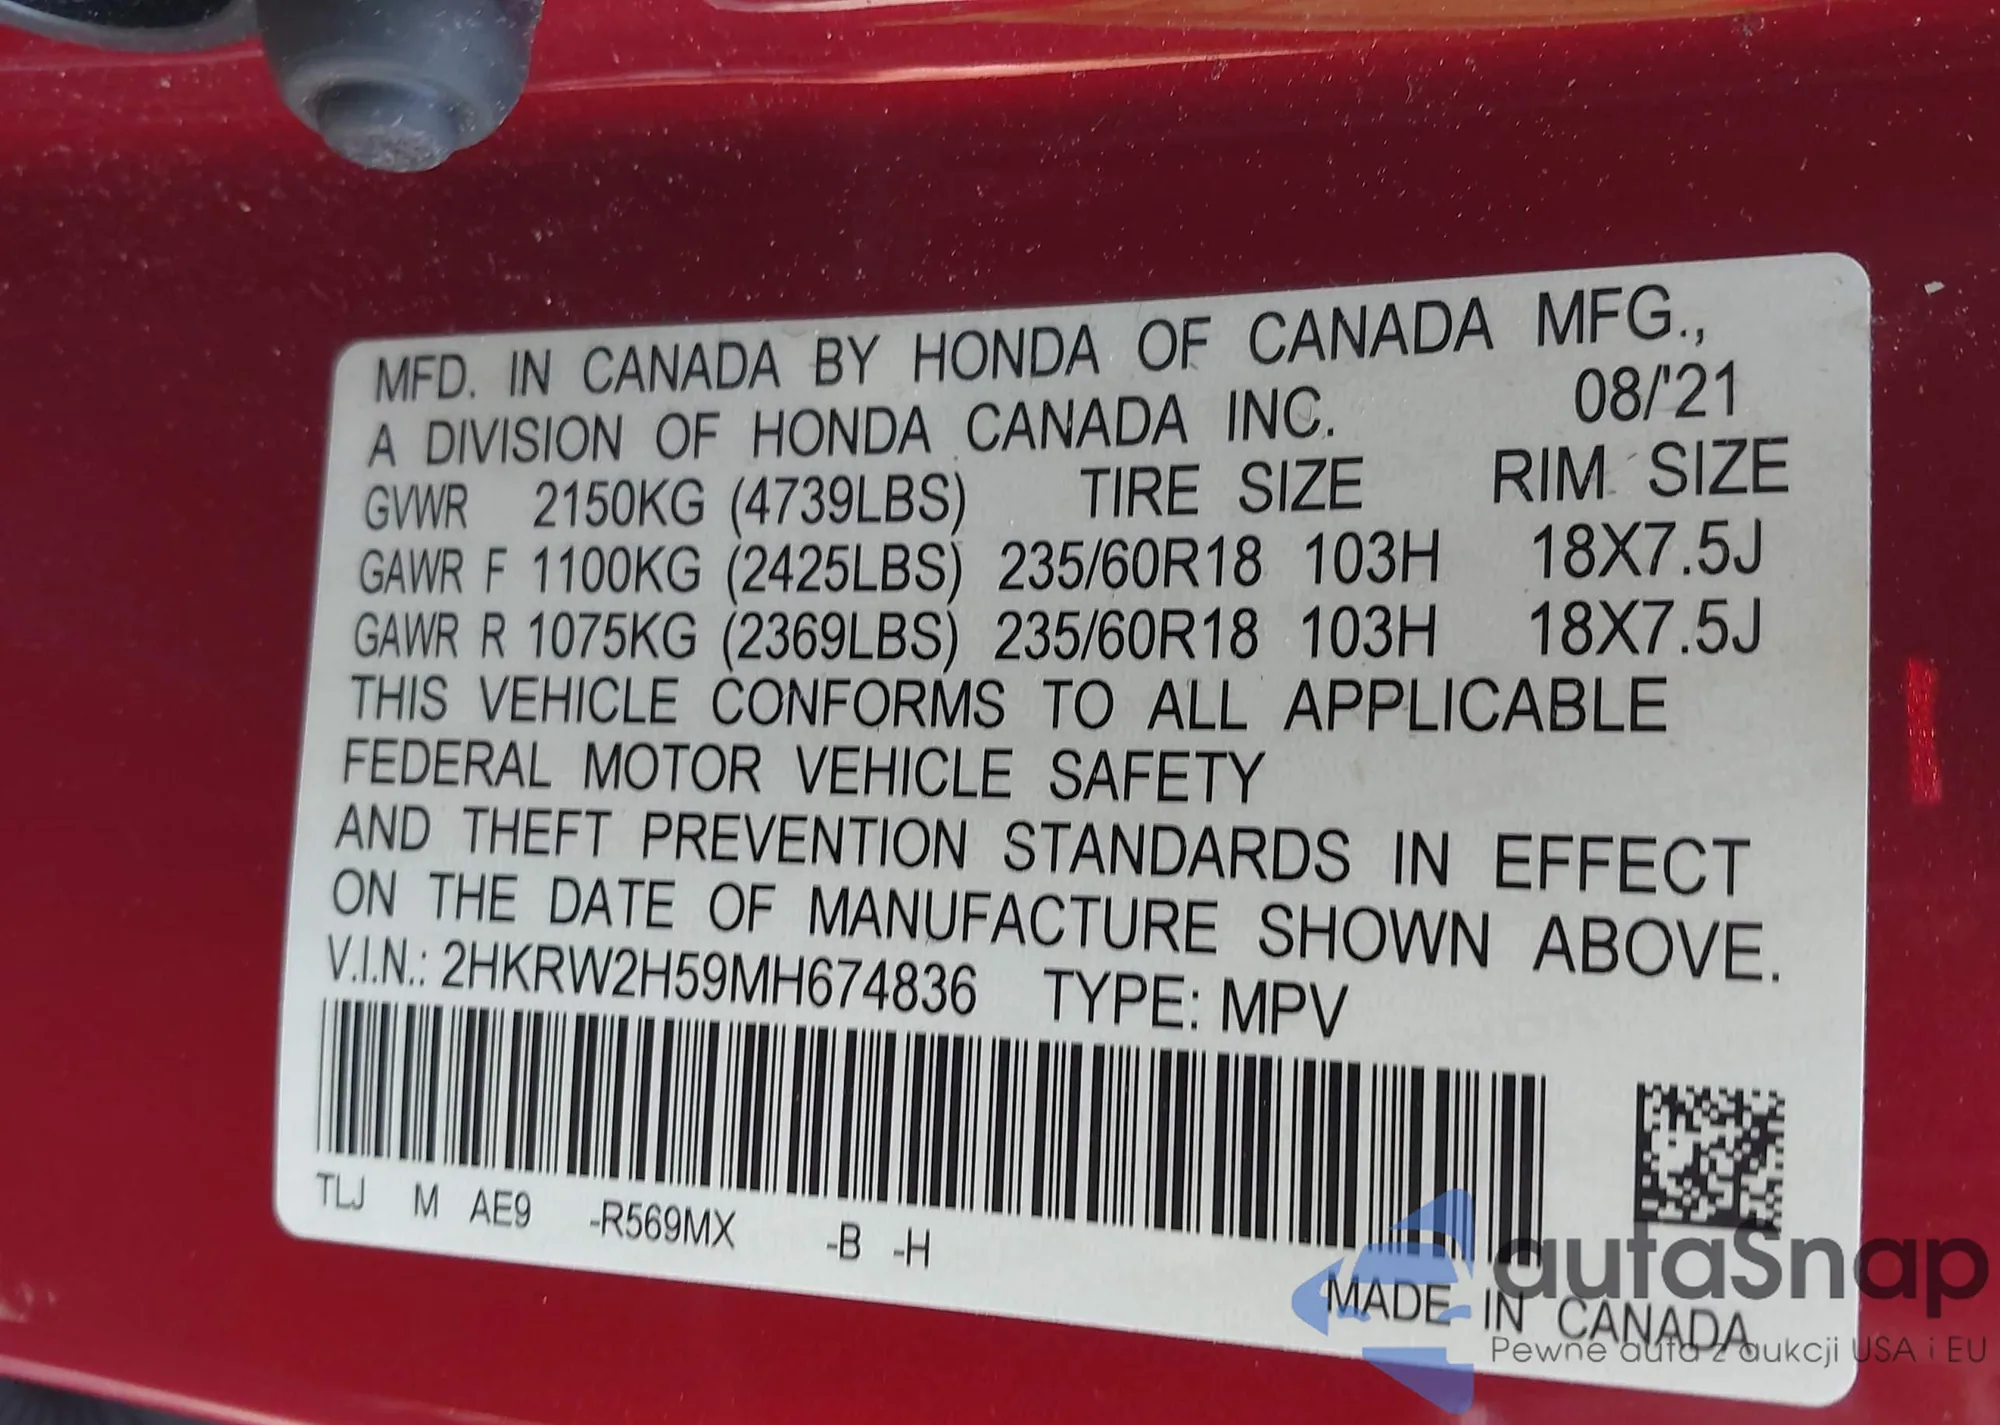 MFD. IN CANADA BY HONDA OF CANADA MFG.,
A DIVISION OF HONDA CANADA INC. 08/'21
GVWR 2150KG (4739LBS) TIRE SIZE RIM SIZE
GAWR F 1100KG (2425LBS) 235/60R18 103H 18X7.5J
GAWR R 1075KG (2369LBS) 235/60R18 103H 18X7.5J
THIS VEHICLE CONFORMS TO ALL APPLICABLE
FEDERAL MOTOR VEHICLE SAFETY
AND THEFT PREVENTION STANDARDS IN EFFECT
ON THE DATE OF MANUFACTURE SHOWN ABOVE.
V.I.N.: 2HKRW2H59MH674836 TYPE: MPV
TLJ M AE9 -R569MX -B -H
MADE IN CANADA
autaSnap
Pewne auta z aukcji USA i EU